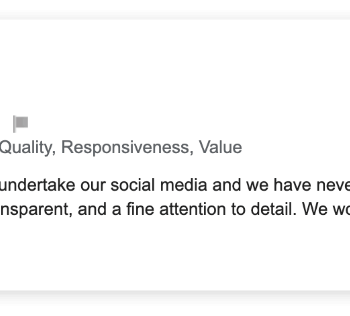 Quality, Responsiveness, Value
undertake our social media and we have neve
nsparent, and a fine attention to detail. We wo